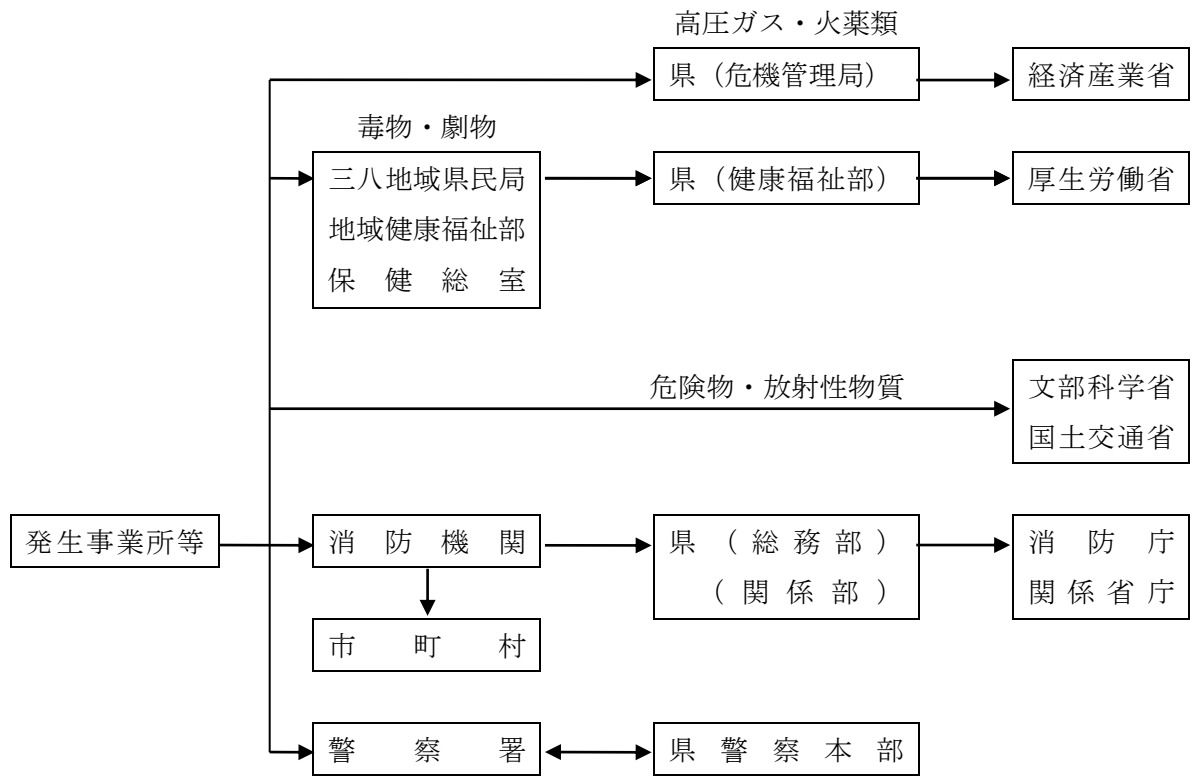 高圧ガス・火薬類
県（危機管理局）
経済産業省
毒物・劇物
三八地域県民局
地域健康福祉部
保健総室
県（健康福祉部）
厚生労働省
危険物・放射性物質
文部科学省
国土交通省
発生事業所等
消防機関
県（総務部）
（関係部）
消防庁
関係省庁
市町村
警察署
県警察本部